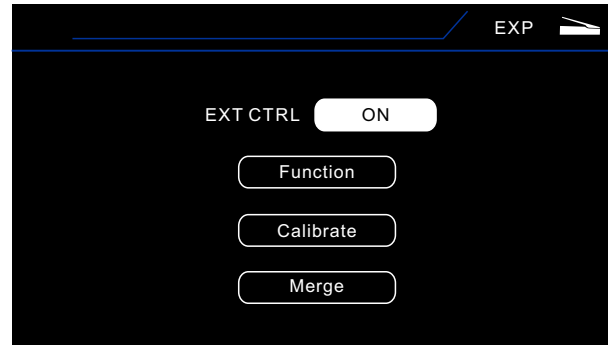 EXP
EXT CTRL ON
Function
Calibrate
Merge